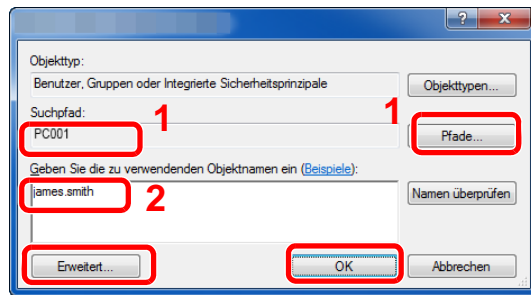 Objekttyp:
Benutzer, Gruppen oder Integrierte Sicherheitsprinzipale
Objekttypen...
Suchpfad:
1
1
PC001
Pfade...
Geben Sie die zu verwendenden Objektnamen ein (Beispiele):
james.smith
2
Namen überprüfen
Erweitert...
OK
Abbrechen